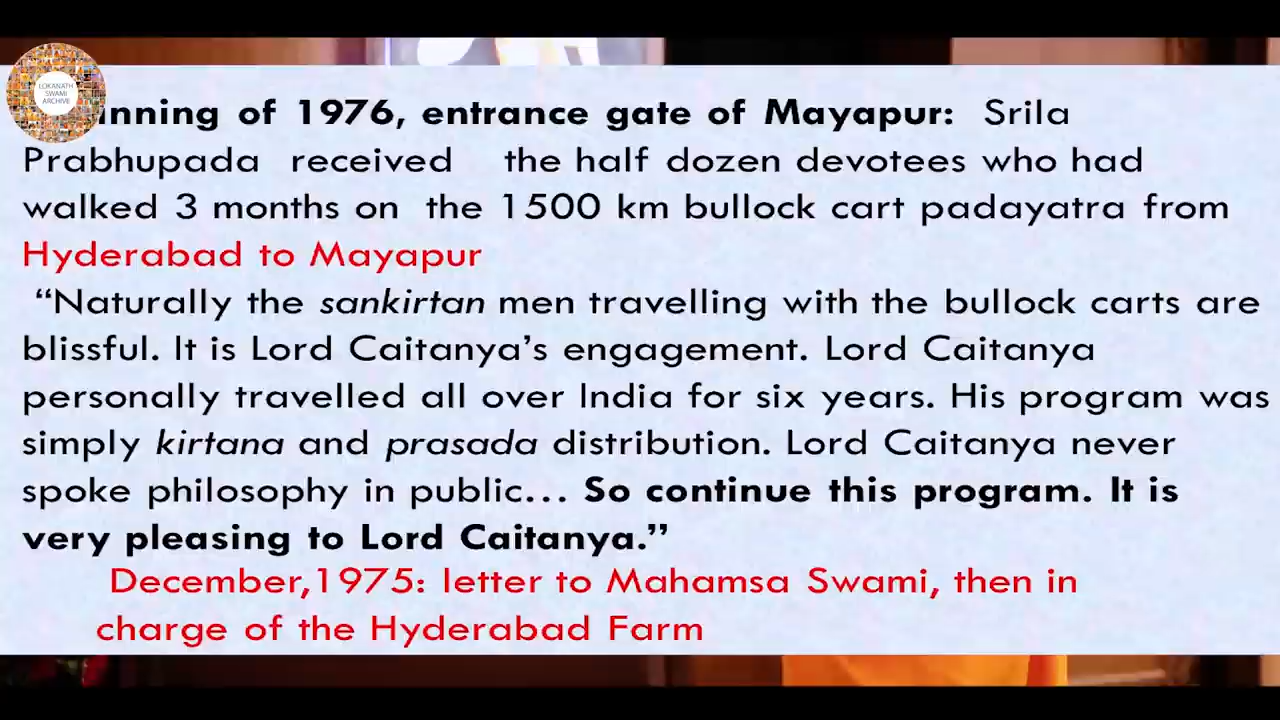 LOKANATH
SWAMI
ARCHIVE
inning of 1976, entrance gate of Mayapur: Srila
Prabhupada received the half dozen devotees who had
walked 3 months on the 1500 km bullock cart padayatra from
Hyderabad to Mayapur
“Naturally the sankirtan men travelling with the bullock carts are
blissful. It is Lord Caitanya’s engagement. Lord Caitanya
personally travelled all over India for six years. His program was
simply kirtana and prasada distribution. Lord Caitanya never
spoke philosophy in public… So continue this program. It is
very pleasing to Lord Caitanya.”
December,1975: letter to Mahamsa Swami, then in
charge of the Hyderabad Farm